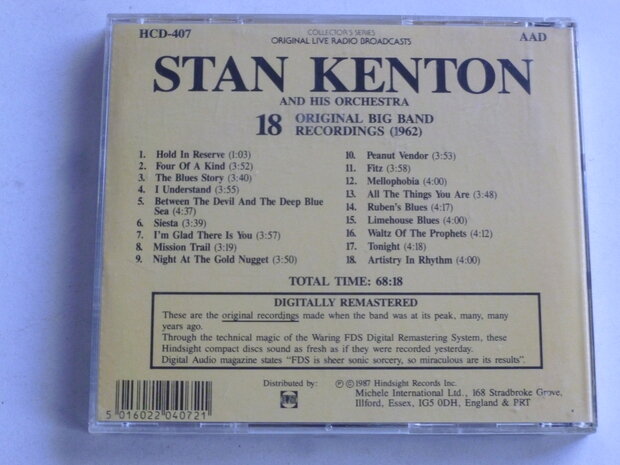 HCD-407
COLLECTOR'S SERIES
ORIGINAL LIVE RADIO BROADCASTS
AAD
STAN KENTON
AND HIS ORCHESTRA
18 ORIGINAL BIG BAND
RECORDINGS (1962)
1. Hold In Reserve (1:03)
2. Four Of A Kind (3:52)
3. The Blues Story (3:40)
4. I Understand (3:55)
5. Between The Devil And The Deep Blue
Sea (4:37)
6. Siesta (3:39)
7. I'm Glad There Is You (3:57)
8. Mission Trail (3:19)
9. Night At The Gold Nugget (3:50)
10. Peanut Vendor (3:53)
11. Fitz (3:58)
12. Mellophobia (4:00)
13. All The Things You Are (3:48)
14. Ruben's Blues (4:17)
15. Limehouse Blues (4:00)
16. Waltz Of The Prophets (4:12)
17. Tonight (4:18)
18. Artistry In Rhythm (4:00)
TOTAL TIME: 68:18
DIGITALLY REMASTERED
These are the original recordings made when the band was at its peak, many, many
years ago.
Through the technical magic of the Waring FDS Digital Remastering System, these
Hindsight compact discs sound as fresh as if they were recorded yesterday.
Digital Audio magazine states "FDS is sheer sonic sorcery, so miraculous are its results".
5 016022 040721
Distributed by:
℗ © 1987 Hindsight Records Inc.
Michele International Ltd., 168 Stradbroke Grove,
Illford, Essex, IG5 0DH, England & PRT